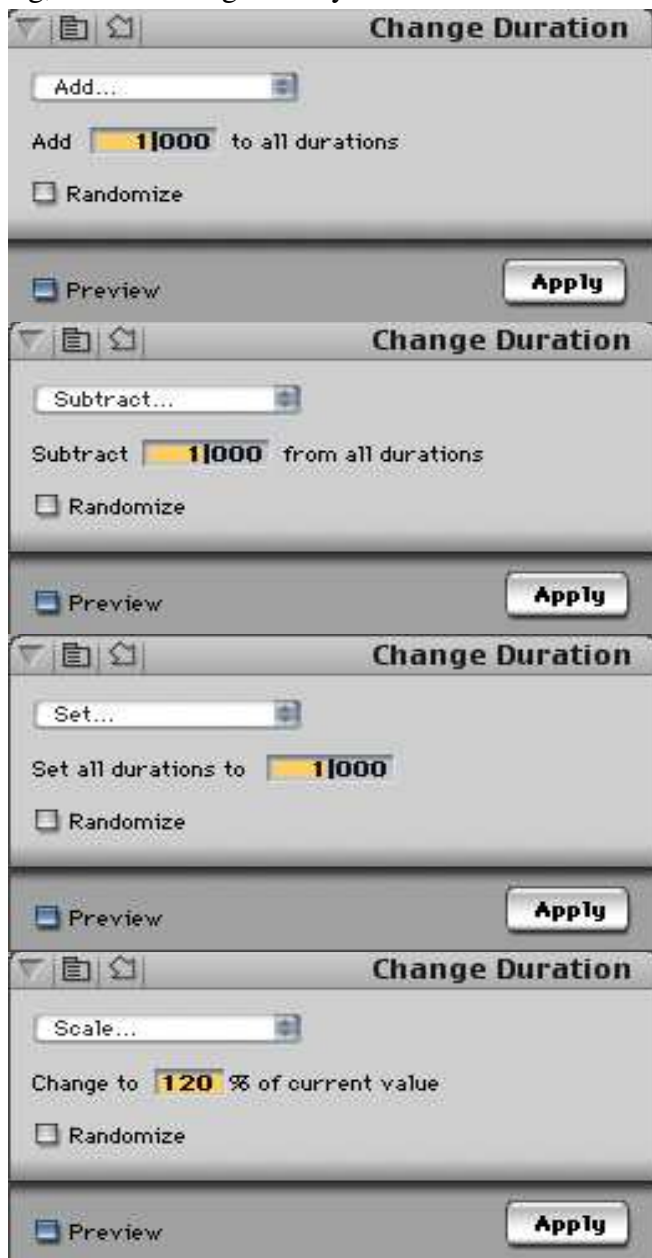 Change Duration
Add...
Add 1|000 to all durations
Randomize
Preview Apply
Change Duration
Subtract...
Subtract 1|000 from all durations
Randomize
Preview Apply
Change Duration
Set...
Set all durations to 1|000
Randomize
Preview Apply
Change Duration
Scale...
Change to 120 % of current value
Randomize
Preview Apply